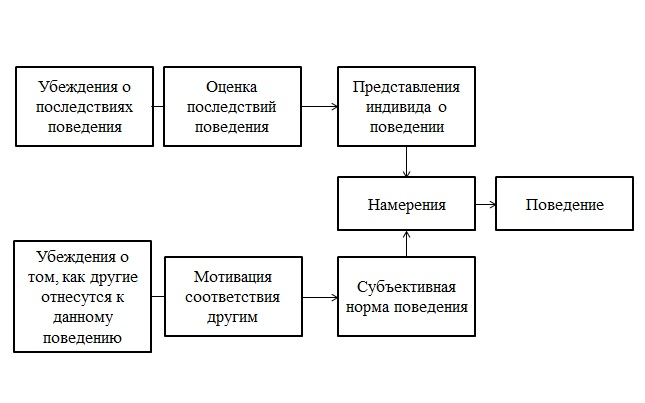 Убеждения о
последствиях
поведения
Оценка
последствий
поведения
Представления
индивида о
поведении
Намерения
Поведение
Убеждения о
том, как другие
отнесутся к
данному
поведению
Мотивация
соответствия
другим
Субъективная
норма поведения